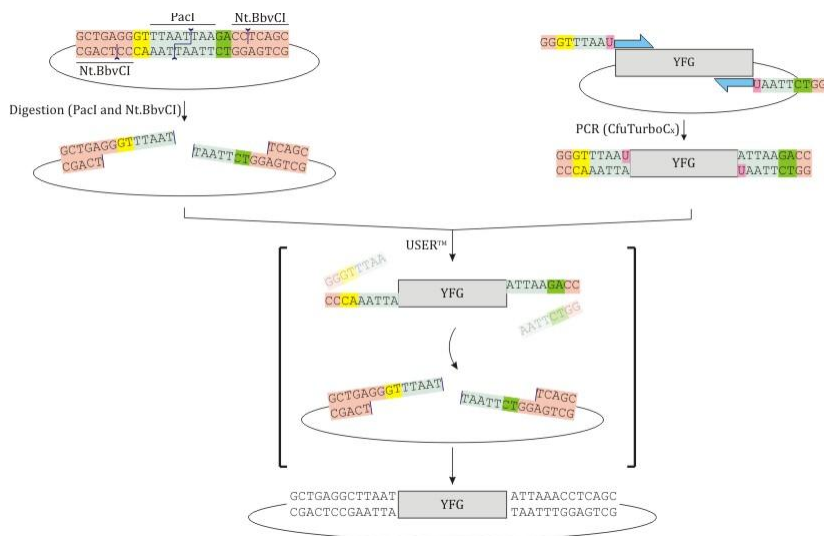 PacI Nt.BbvCI
GCTGAGGGTTTAATTAAGACCTCAGC
CGACTCCCAAATTAATTCTGGAGTCG
Nt.BbvCI
GGGTTTAAU
YFG
UAATTCTGG
Digestion (PacI and Nt.BbvCI)
GCTGAGGGTTTAAT
CGACT
TCAGC
TAATTCTGGAGTCG
PCR (CfuTurboCx)
GGGTTTAAU YFG ATTAAGACC
CCCAAATTA UAATTCTGG
USER™
GGGTTTAA
CCCAAATTA YFG ATTAAGACC
AATTCTGG
GCTGAGGGTTTAAT
CGACT
TCAGC
TAATTCTGGAGTCG
GCTGAGGCTTAAT YFG ATTAAACCTCAGC
CGACTCCGAATTA TAATTTGGAGTCG